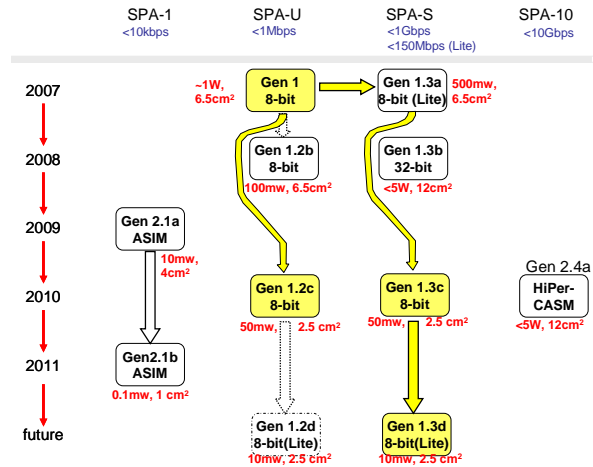 SPA-1
SPA-U
SPA-S
SPA-10
<10kbps
<1Mbps
<1Gbps
<10Gbps
<150Mbps (Lite)
2007
~1W,
6.5cm²
Gen 1
8-bit
Gen 1.3a
8-bit (Lite)
500mw,
6.5cm²
2008
Gen 1.2b
8-bit
100mw, 6.5cm²
Gen 1.3b
32-bit
<5W, 12cm²
2009
Gen 2.1a
ASIM
10mw,
4cm²
2010
Gen 1.2c
8-bit
50mw, 2.5 cm²
Gen 1.3c
8-bit
50mw, 2.5 cm²
Gen 2.4a
HiPer-
CASM
<5W, 12cm²
2011
Gen2.1b
ASIM
0.1mw, 1 cm²
future
Gen 1.2d
8-bit(Lite)
10mw, 2.5 cm²
Gen 1.3d
8-bit(Lite)
10mw, 2.5 cm²